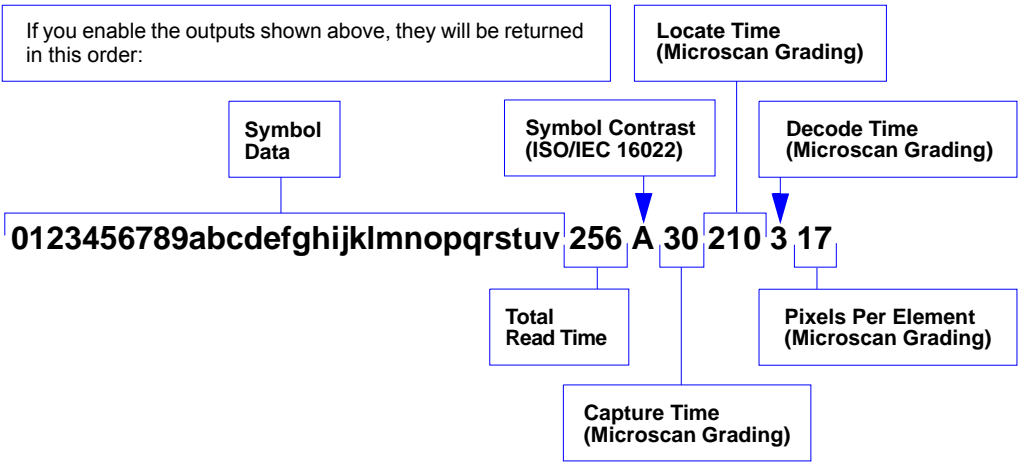 If you enable the outputs shown above, they will be returned
in this order:
Locate Time
(Microscan Grading)
Symbol
Data
Symbol Contrast
(ISO/IEC 16022)
Decode Time
(Microscan Grading)
0123456789abcdefghijklmnopqrstuv 256 A 30 210 3 17
Total
Read Time
Pixels Per Element
(Microscan Grading)
Capture Time
(Microscan Grading)